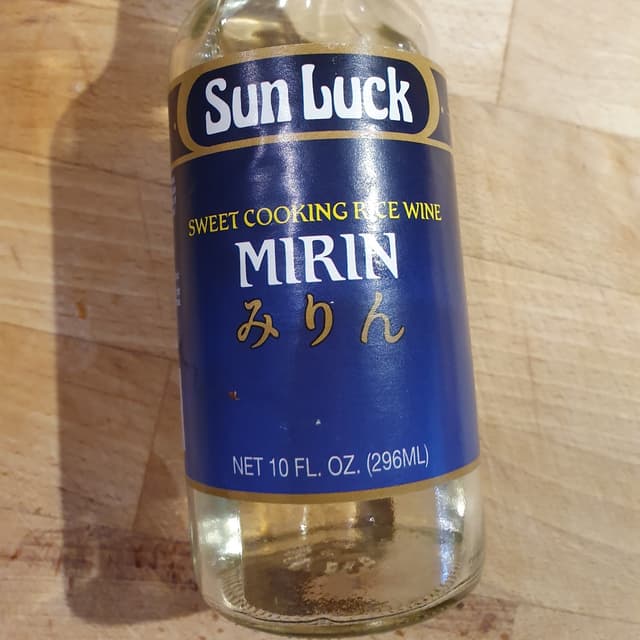 Sun Luck
SWEET COOKING RICE WINE
MIRIN
みりん
NET 10 FL. OZ. (296ML)